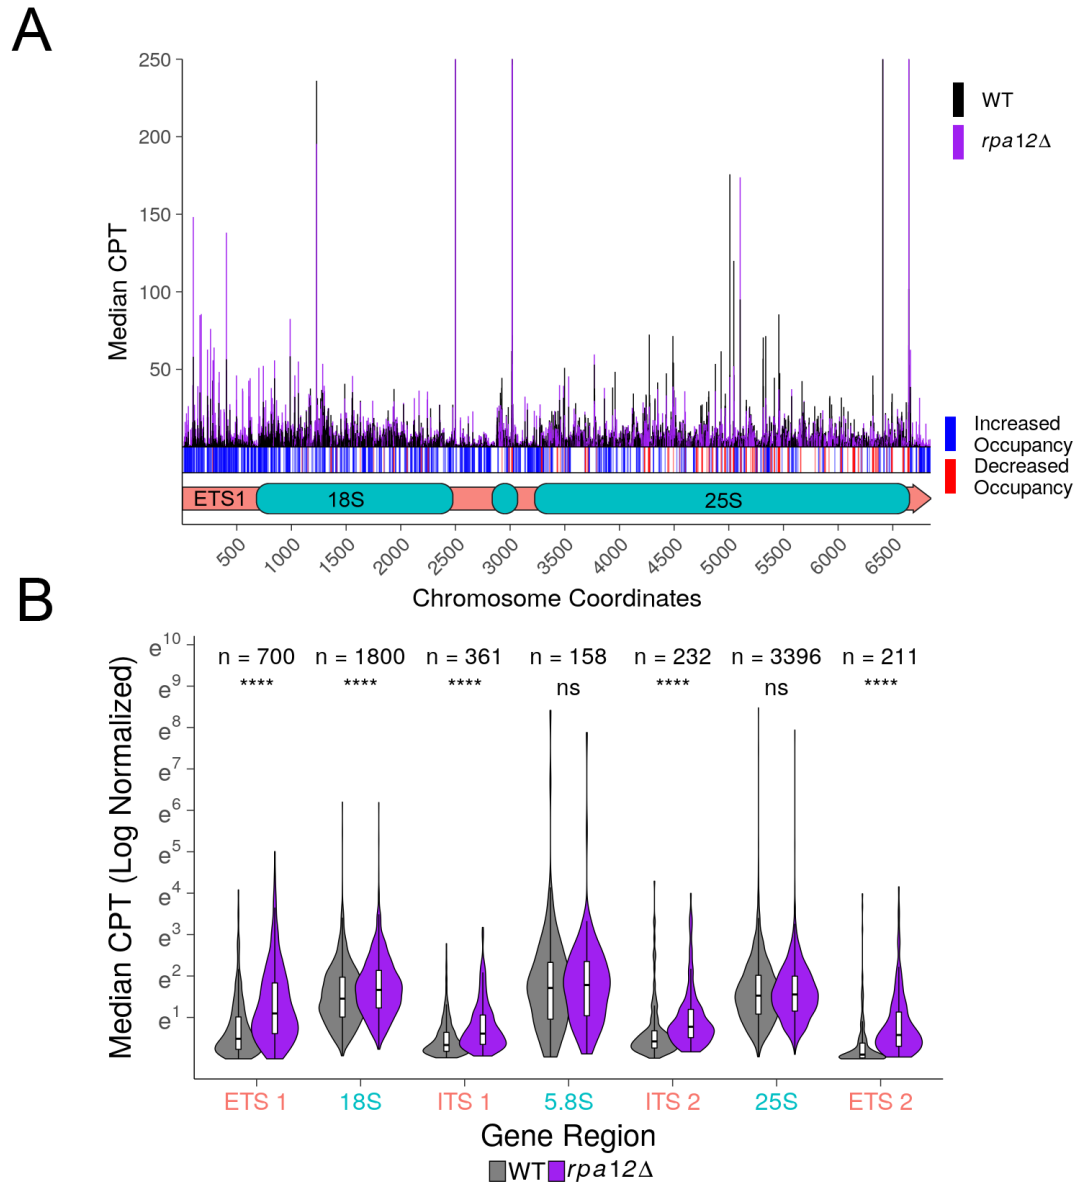 A
250
200
150
100
50
Median CPT
WT
rpa12Δ
Increased
Occupancy
Decreased
Occupancy
ETS1
18S
25S
500
1000
1500
2000
2500
3000
3500
4000
4500
5000
5500
6000
6500
Chromosome Coordinates
B
Median CPT (Log Normalized)
e10
e9
e8
e7
e6
e5
e4
e3
e2
e1
n = 700
n = 1800
n = 361
n = 158
n = 232
n = 3396
n = 211
****
****
****
ns
****
ns
****
ETS 1
18S
ITS 1
5.8S
ITS 2
25S
ETS 2
Gene Region
WT
rpa12Δ